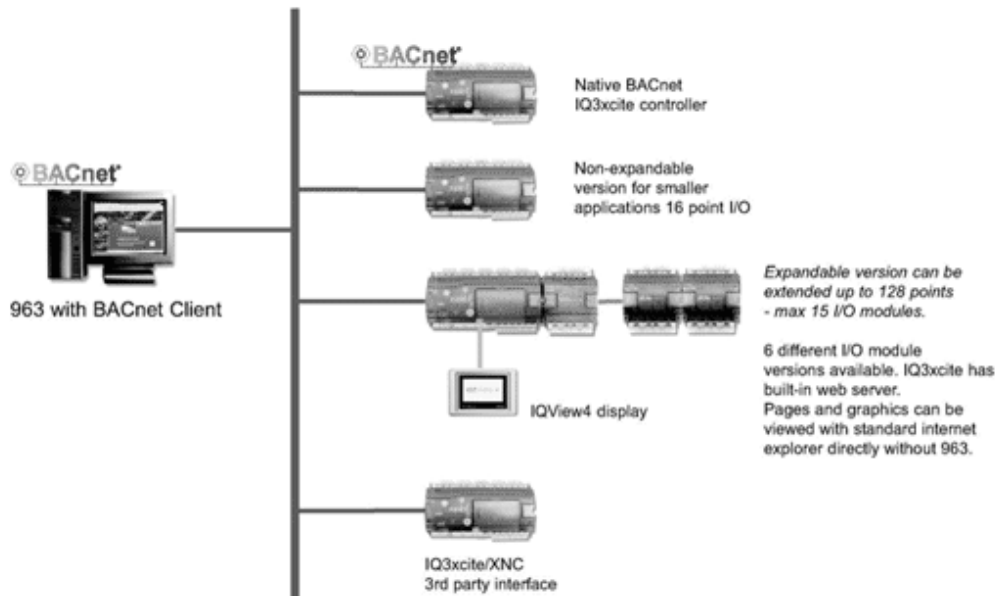 BACnet
Native BACnet
IQ3xcite controller
BACnet
963 with BACnet Client
Non-expandable
version for smaller
applications 16 point I/O
Expandable version can be
extended up to 128 points
- max 15 I/O modules.
6 different I/O module
versions available. IQ3xcite has
built-in web server.
Pages and graphics can be
viewed with standard internet
explorer directly without 963.
IQView4 display
IQ3xcite/XNC
3rd party interface